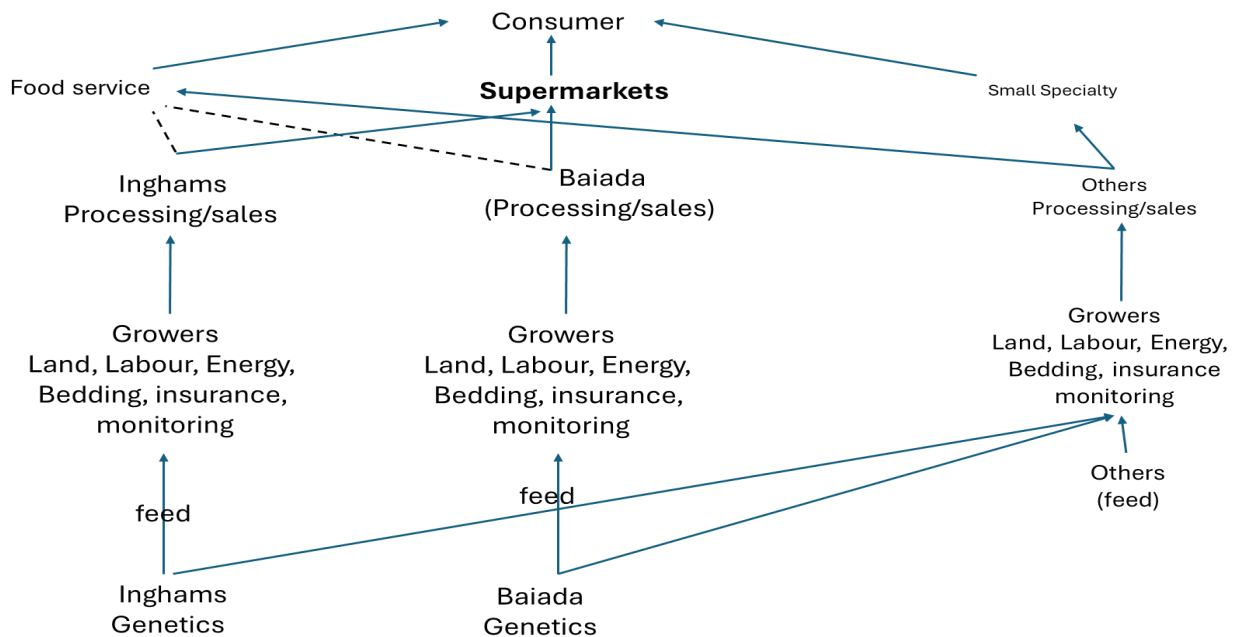 Consumer
Food service
Supermarkets
Small Specialty
Inghams
Processing/sales
Baiada
(Processing/sales)
Others
Processing/sales
Growers
Land, Labour, Energy,
Bedding, insurance,
monitoring
Growers
Land, Labour, Energy,
Bedding, insurance,
monitoring
Growers
Land, Labour, Energy,
Bedding, insurance
monitoring
feed
feed
Others
(feed)
Inghams
Genetics
Baiada
Genetics